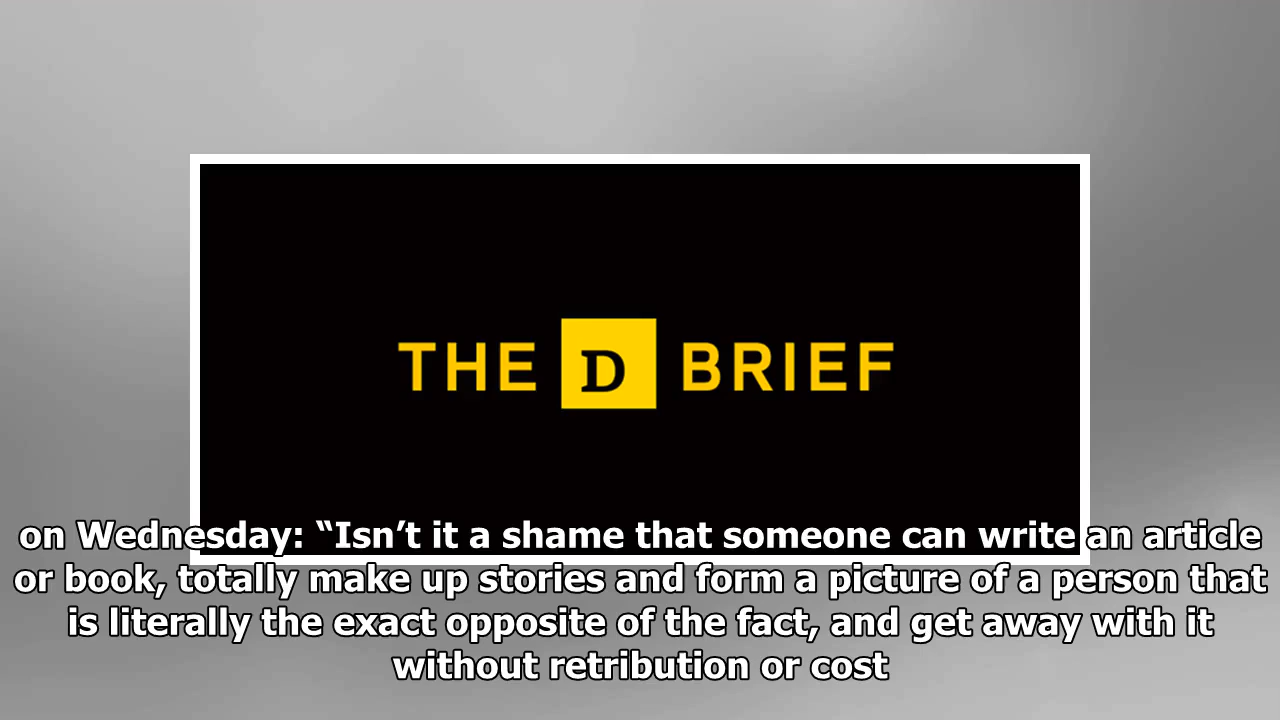 THE D BRIEF
on Wednesday: “Isn’t it a shame that someone can write an article
or book, totally make up stories and form a picture of a person that
is literally the exact opposite of the fact, and get away with it
without retribution or cost